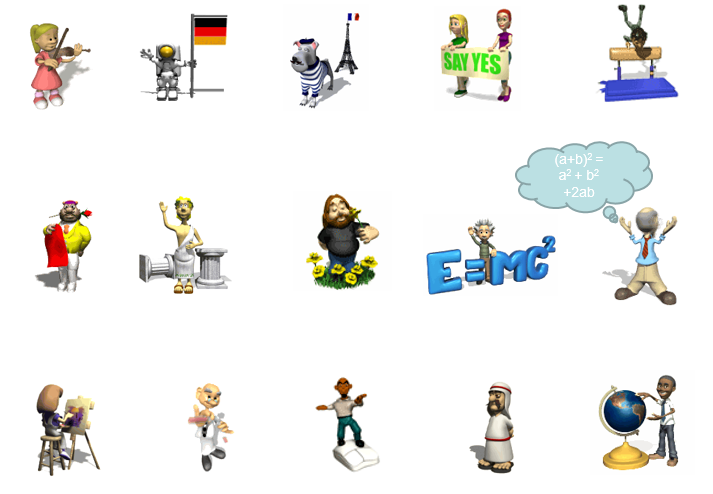 SAY YES
(a+b)² =
a² + b²
+2ab
E=MC²